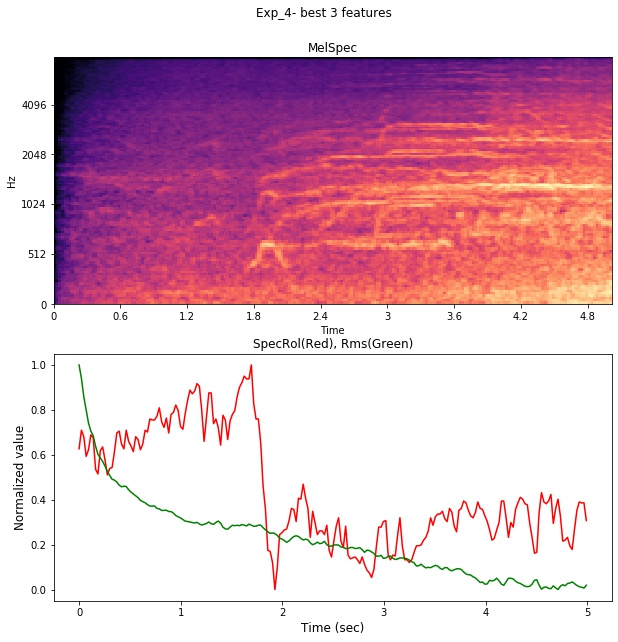 Exp_4- best 3 features
MelSpec
4096
2048
1024
512
0
Hz
0 0.6 1.2 1.8 2.4 3 3.6 4.2 4.8
Time
SpecRol(Red), Rms(Green)
1.0
0.8
0.6
0.4
0.2
0.0
Normalized value
0 1 2 3 4 5
Time (sec)